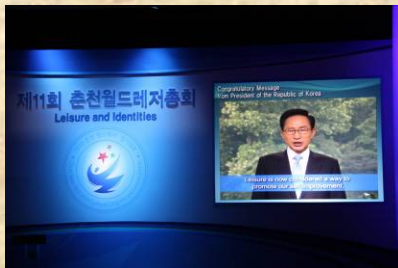 제11회 춘천월드레저총회
Leisure and Identities
Congratulatory Message
from President of the Republic of Korea
Leisure is now considered a way to
promote our self-improvement.